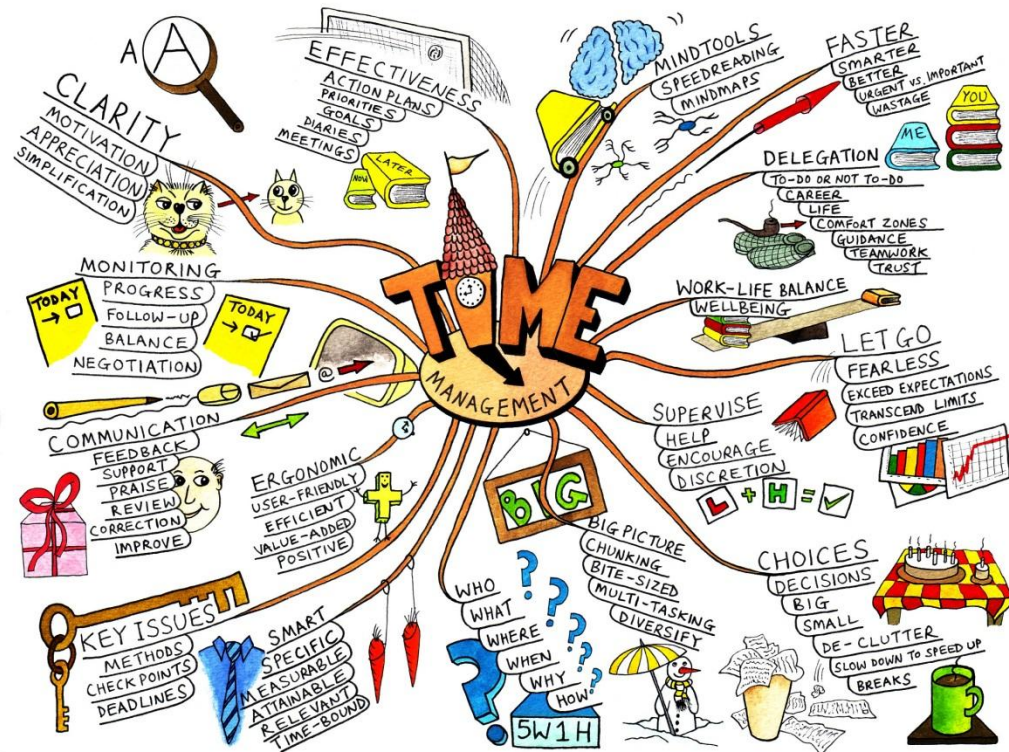 A
A
CLARITY
MOTIVATION
APPRECIATION
SIMPLIFICATION
EFFECTIVENESS
ACTION PLANS
PRIORITIES
GOALS
DIARIES
MEETINGS
@
NOW
LATER
MINDTOOLS
SPEEDREADING
MINDMAPS
FASTER
SMARTER
BETTER
URGENT VS. IMPORTANT
WASTAGE
ME
YOU
DELEGATION
TO-DO OR NOT TO-DO
CAREER
LIFE
COMFORT ZONES
GUIDANCE
TEAMWORK
TRUST
MONITORING
PROGRESS
FOLLOW-UP
BALANCE
NEGOTIATION
TODAY
TODAY
TIME
MANAGEMENT
WORK-LIFE BALANCE
WELLBEING
LET GO
FEARLESS
EXCEED EXPECTATIONS
TRANSCEND LIMITS
CONFIDENCE
@
COMMUNICATION
FEEDBACK
SUPPORT
PRAISE
REVIEW
CORRECTION
IMPROVE
ERGONOMIC
USER-FRIENDLY
EFFICIENT
VALUE-ADDED
POSITIVE
SUPERVISE
HELP
ENCOURAGE
DISCRETION
L + H =
BIG
BIG PICTURE
CHUNKING
BITE-SIZED
MULTI-TASKING
DIVERSIFY
CHOICES
DECISIONS
BIG
SMALL
DE-CLUTTER
SLOW DOWN TO SPEED UP
BREAKS
KEY ISSUES
METHODS
CHECKPOINTS
DEADLINES
SMART
SPECIFIC
MEASURABLE
ATTAINABLE
RELEVANT
TIME-BOUND
WHO
WHAT
WHERE
WHEN
WHY
HOW
? ? ? ? ? ? ?
5W1H